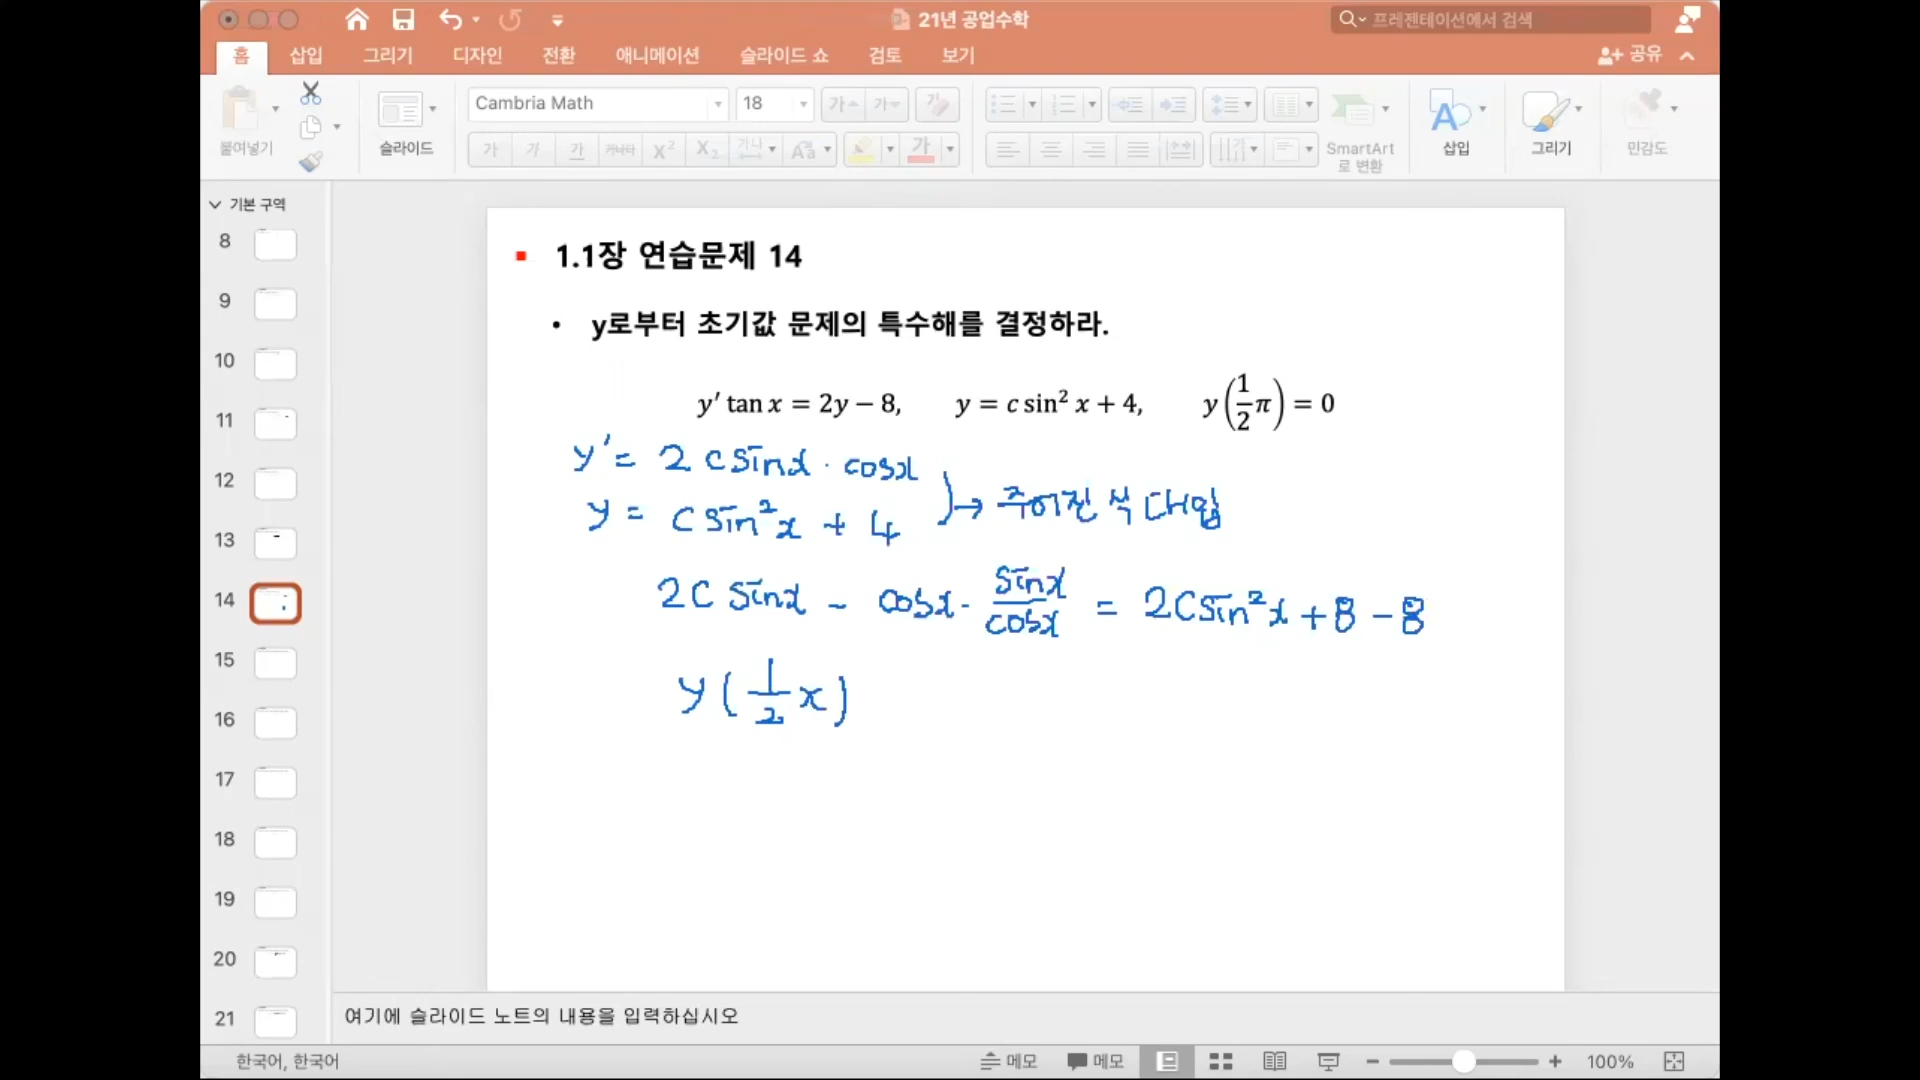 21년 공업수학
프레젠테이션에서 검색
홈 삽입 그리기 디자인 전환 애니메이션 슬라이드 쇼 검토 보기 공유
Cambria Math 18
붙여넣기 슬라이드 SmartArt로 변환 삽입 그리기 민감도
기본 구역
8
9
10
11
12
13
14
15
16
17
18
19
20
21
1.1장 연습문제 14
• y로부터 초기값 문제의 특수해를 결정하라.
y′ tan x = 2y − 8, y = c sin² x + 4, y(1/2 π) = 0
y′ = 2 c sinx · cosx
y = c sin²x + 4 → 주어진 식 대입
2c sinx - cosx · sinx/cosx = 2c sin²x + 8 - 8
y(1/2 x)
여기에 슬라이드 노트의 내용을 입력하십시오
한국어, 한국어 메모 메모 100%